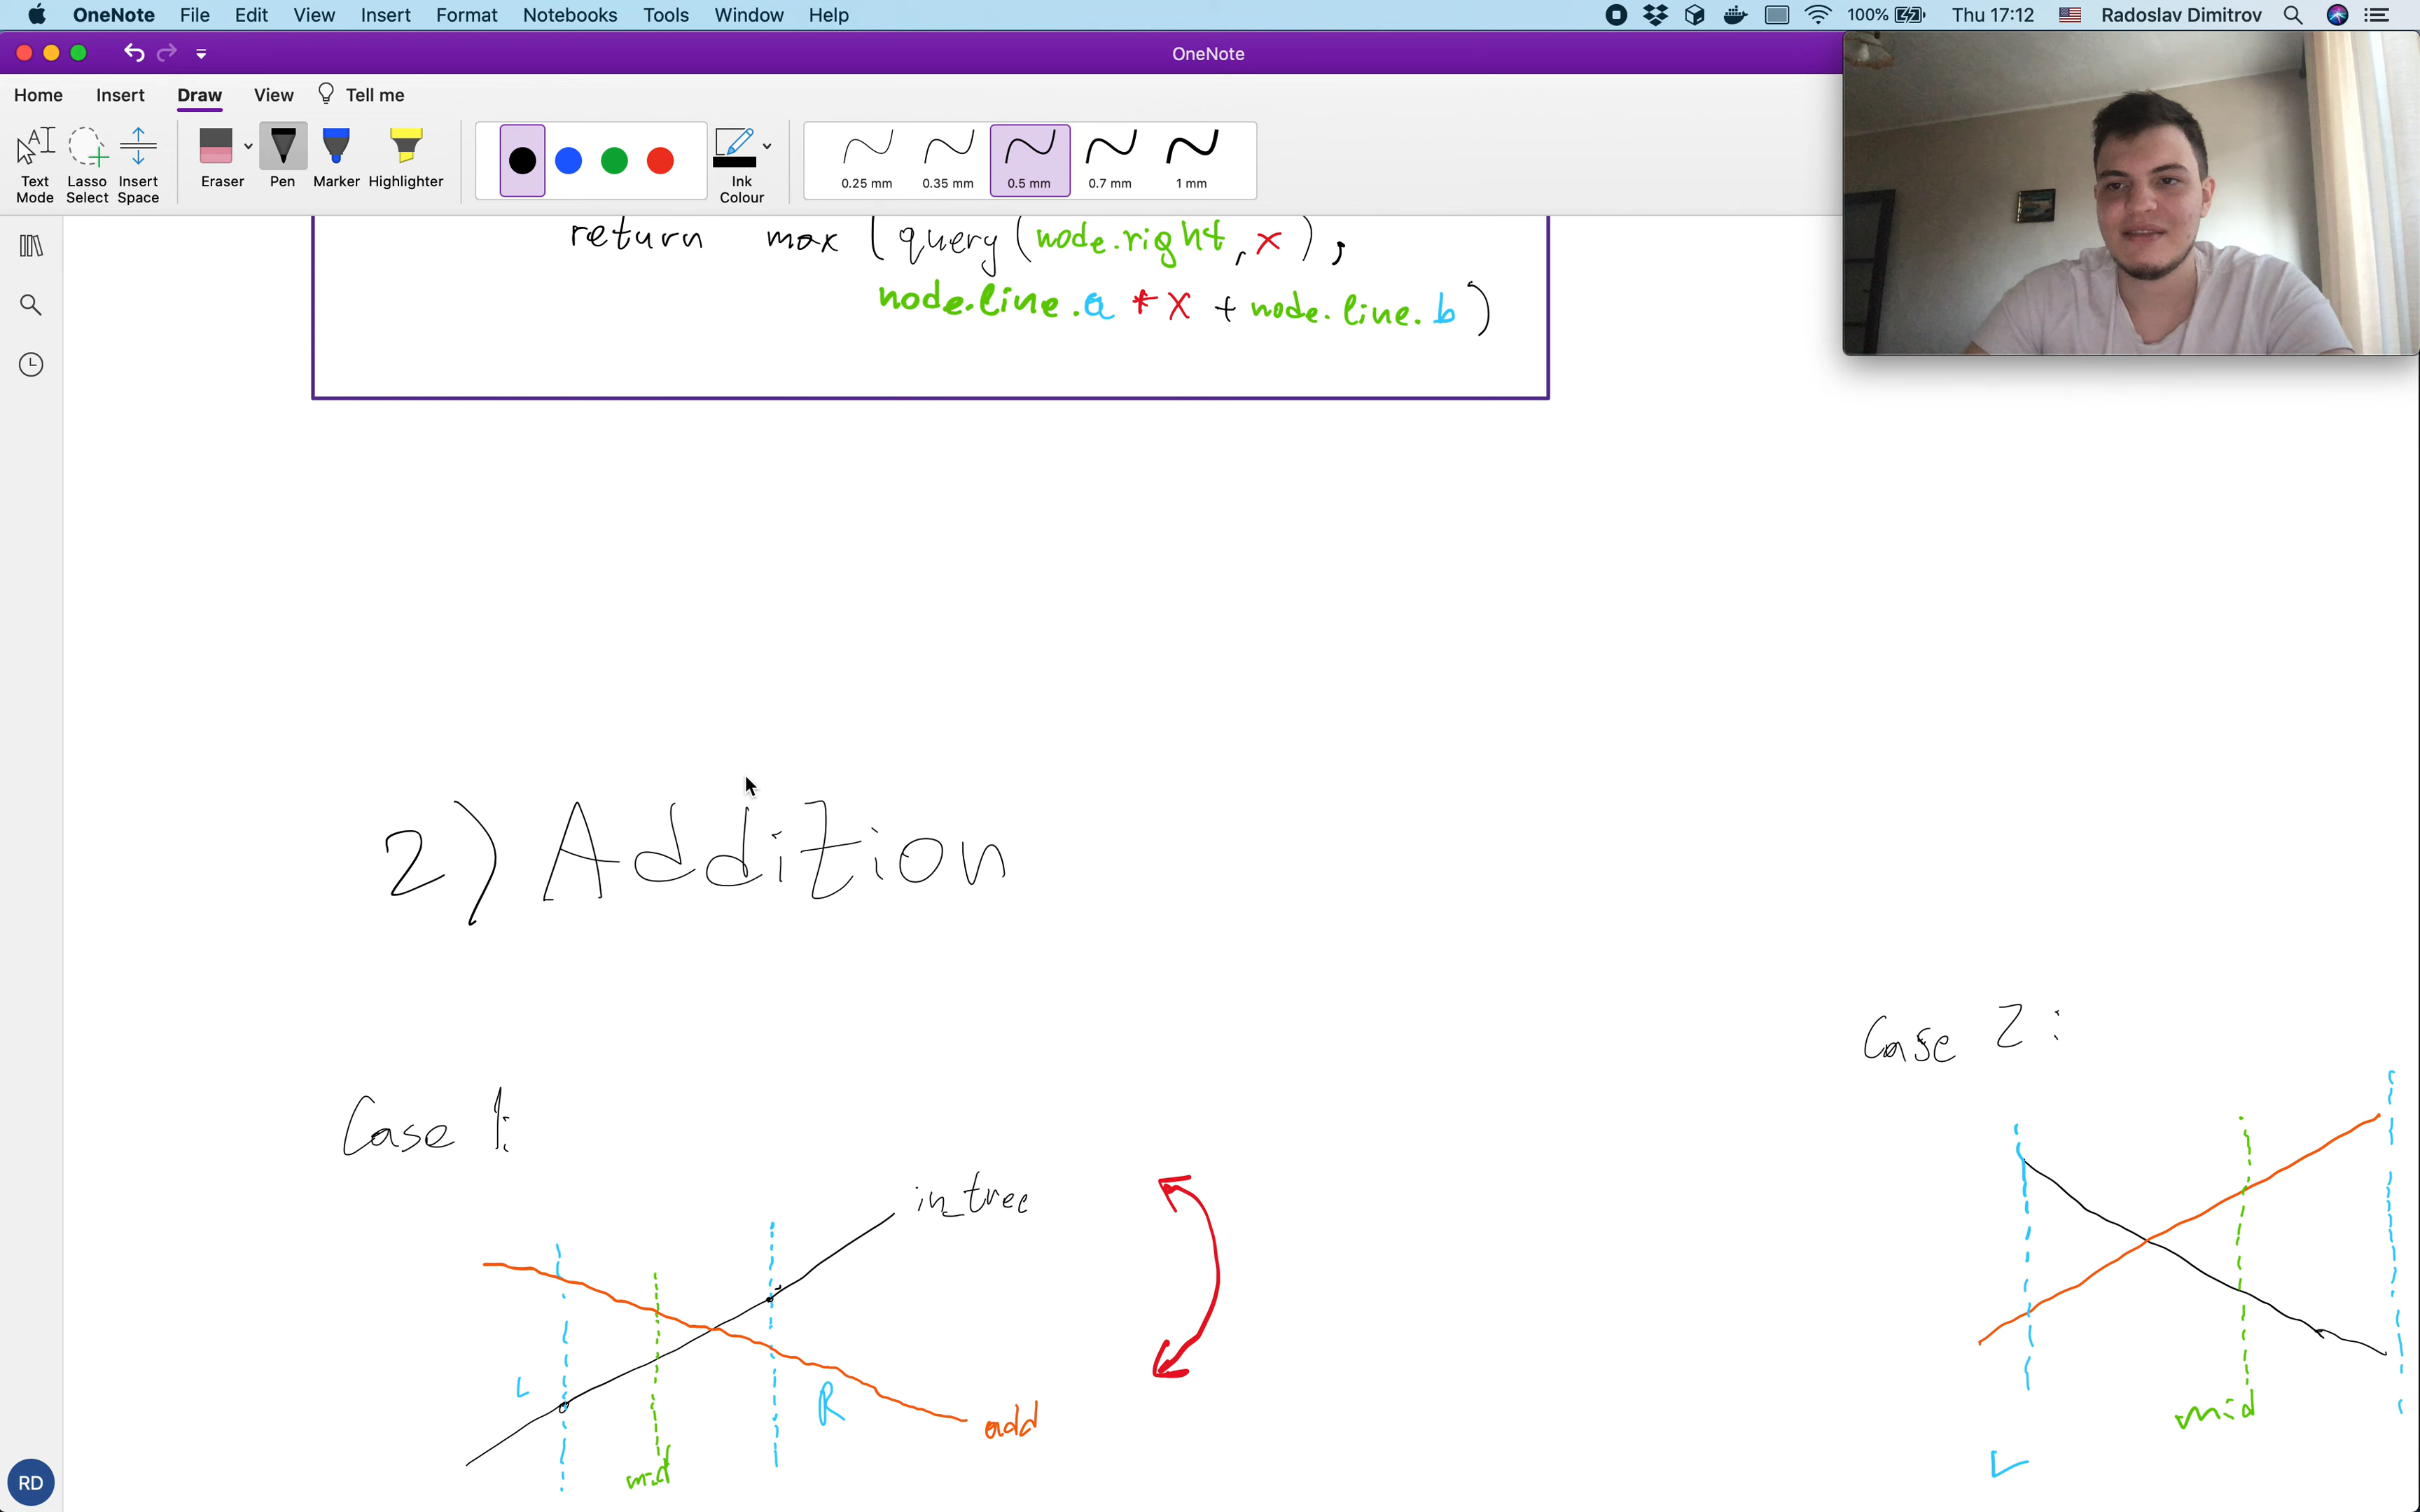 OneNote File Edit View Insert Format Notebooks Tools Window Help 100% Thu 17:12 Radoslav Dimitrov
OneNote
Home Insert Draw View Tell me
Text Mode
Lasso Select
Insert Space
Eraser
Pen
Marker
Highlighter
Ink Colour
0.25 mm
0.35 mm
0.5 mm
0.7 mm
1 mm
return max (query (node.right, x),
node.line.a * x + node.line.b)
2) Addition
Case 2:
Case 1:
in_tree
L
R
add
mid
mid
L
RD